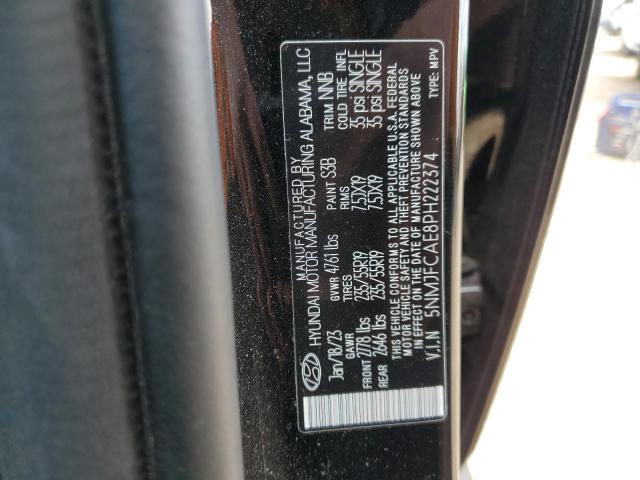 MANUFACTURED BY
HYUNDAI MOTOR MANUFACTURING ALABAMA, LLC
Jan/18/23 GVWR 4761 lbs PAINT S3B TRIM NNB
GAWR TIRES RIMS COLD TIRE INFL
FRONT 2778 lbs 235/55R19 7.5JX19 35 psi SINGLE
REAR 2646 lbs 235/55R19 7.5JX19 35 psi SINGLE
THIS VEHICLE CONFORMS TO ALL APPLICABLE U.S.A. FEDERAL
MOTOR VEHICLE SAFETY AND THEFT PREVENTION STANDARDS
IN EFFECT ON THE DATE OF MANUFACTURE SHOWN ABOVE
V.I.N 5NMJFCAE8PH222374 TYPE: MPV